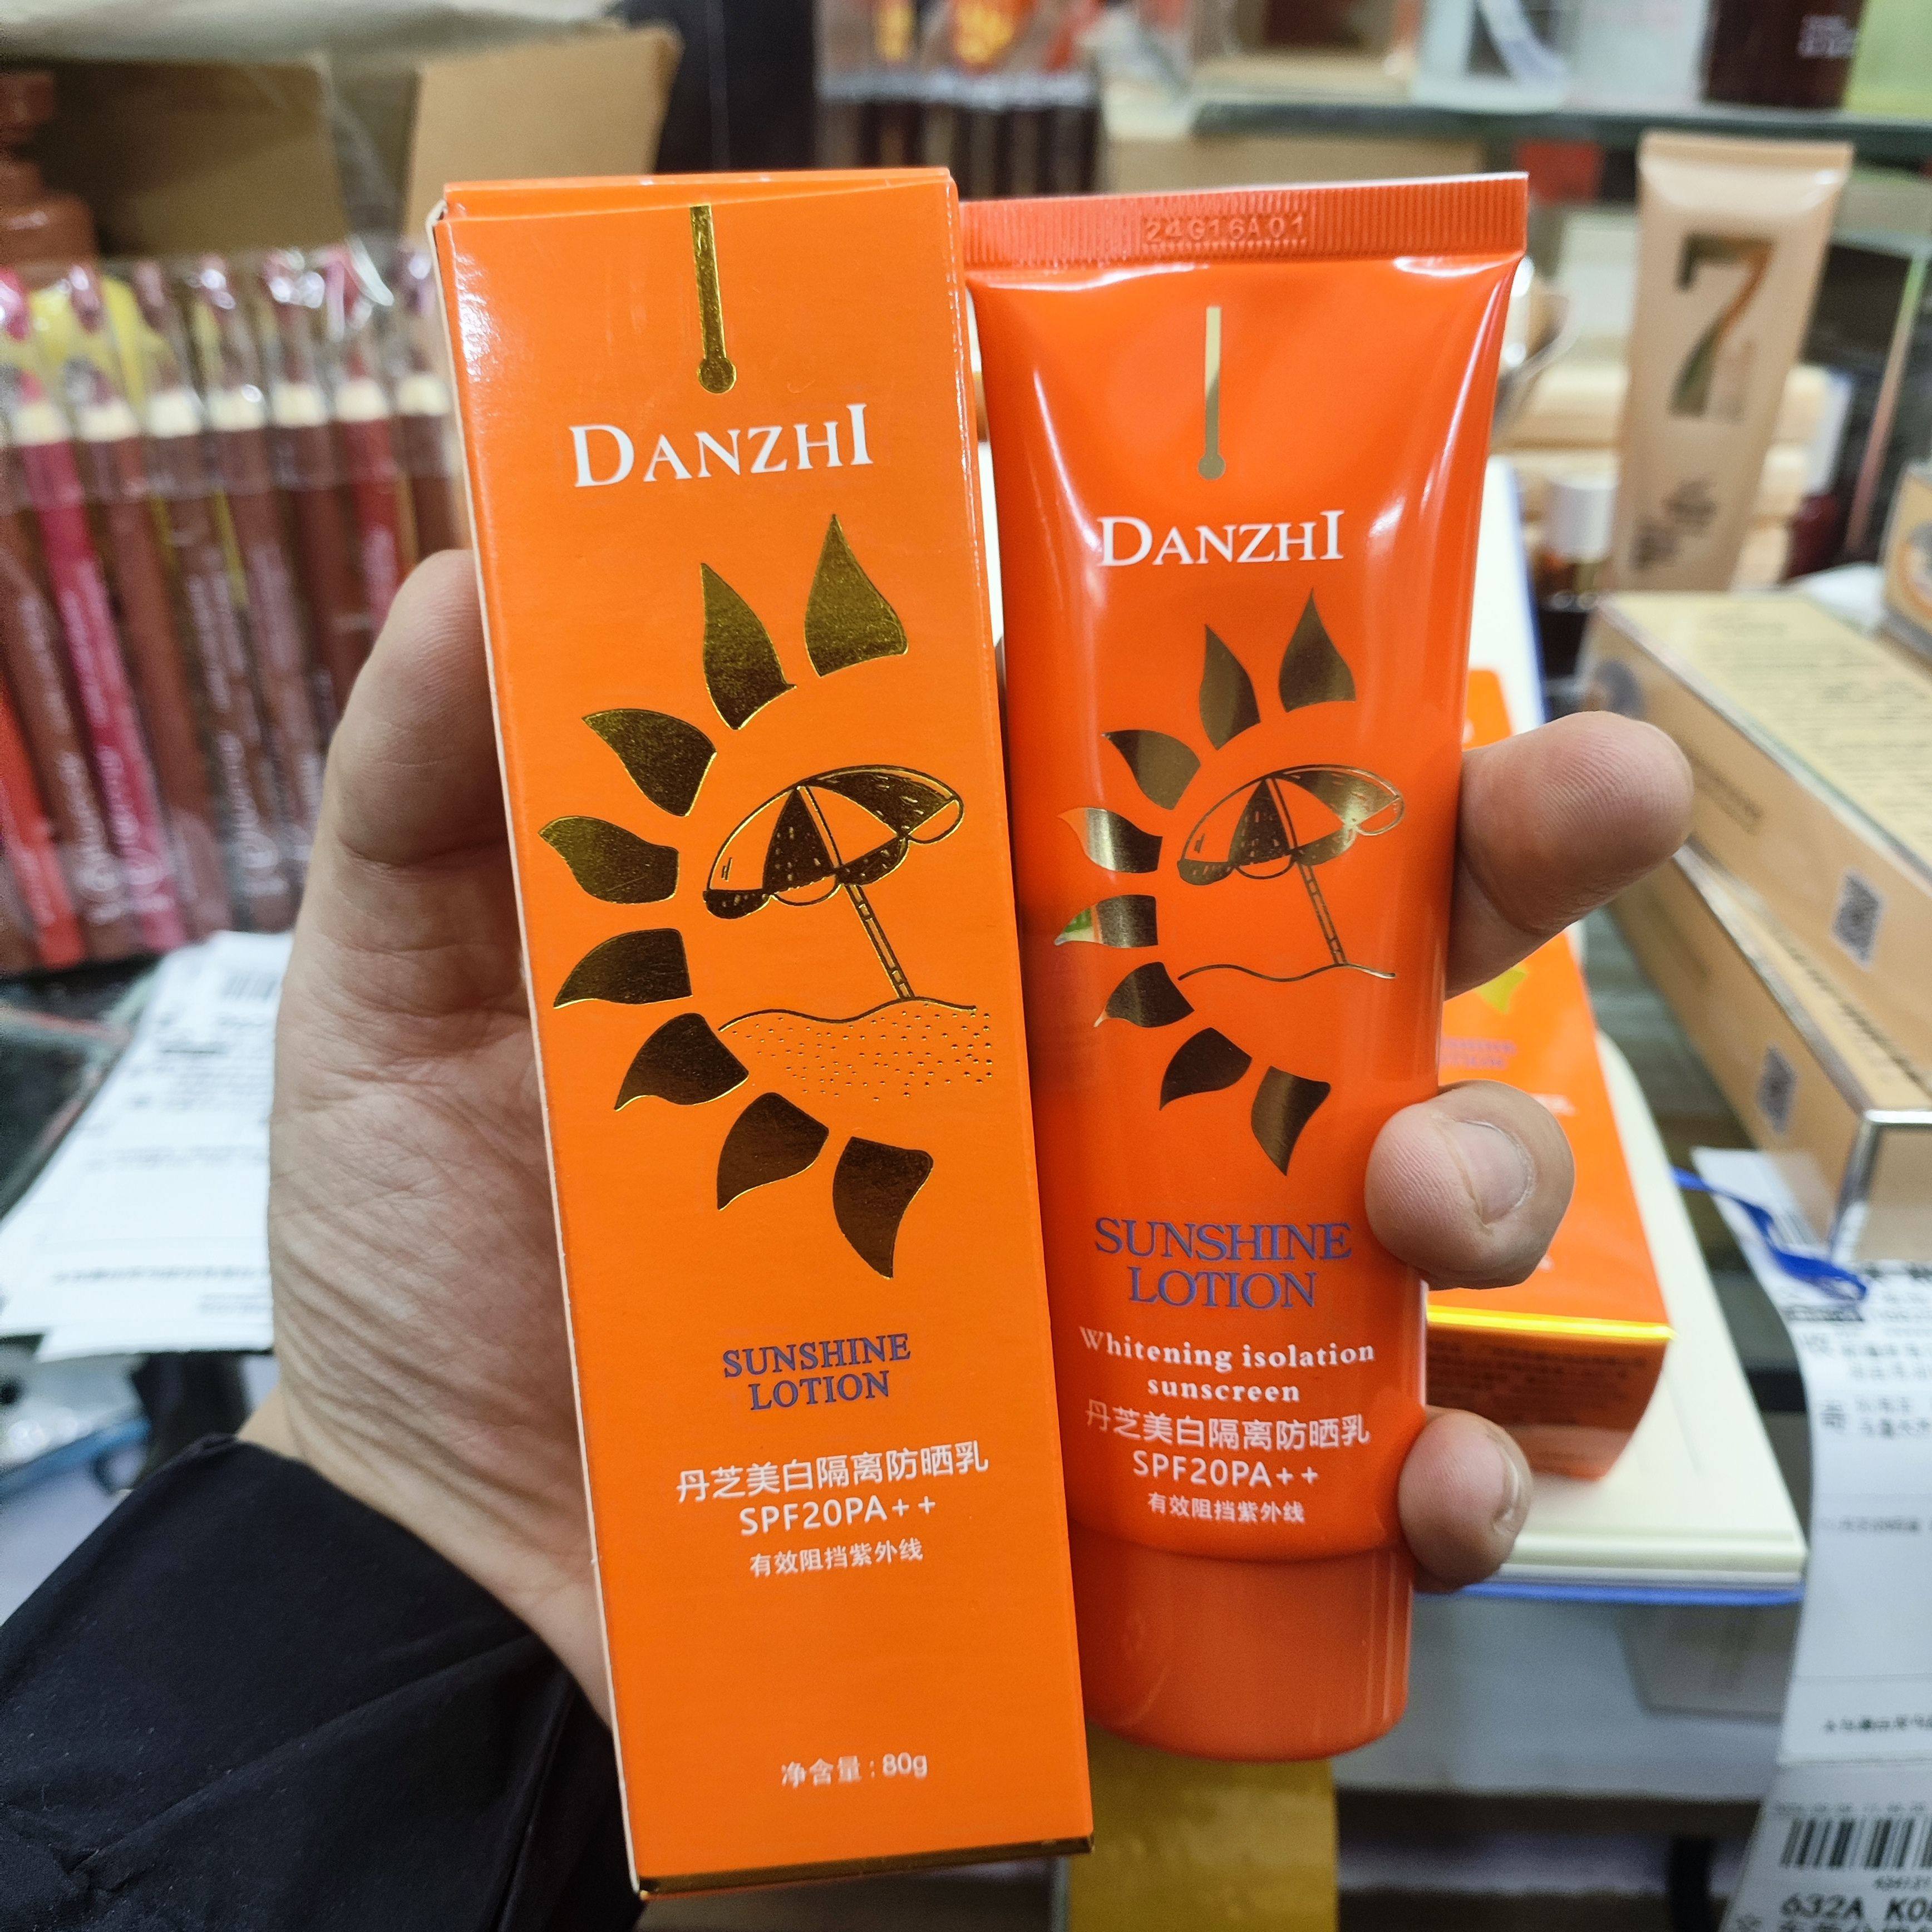 DANZHI
SUNSHINE
LOTION
丹芝美白隔离防晒乳
SPF20PA++
有效阻挡紫外线
净含量：80g
24G16A01
DANZHI
SUNSHINE
LOTION
Whitening isolation
sunscreen
丹芝美白隔离防晒乳
SPF20PA++
有效阻挡紫外线
7
632A